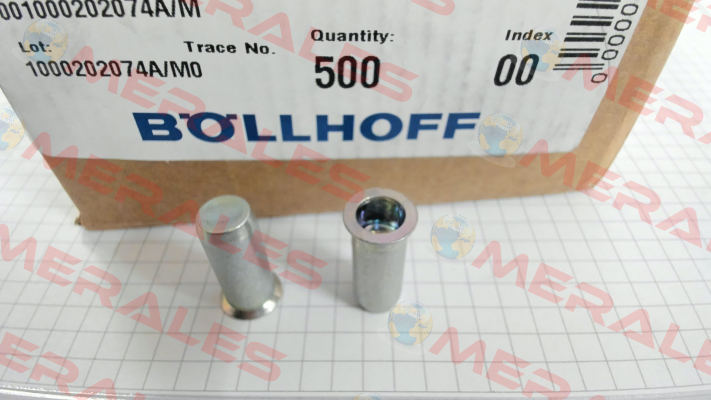 001000202074A/M
Lot: Trace No. Quantity: Index
1000202074A/M0 500 00
BÖLLHOFF
MERALES
MERALES
MERALES
MERALES
MERALES